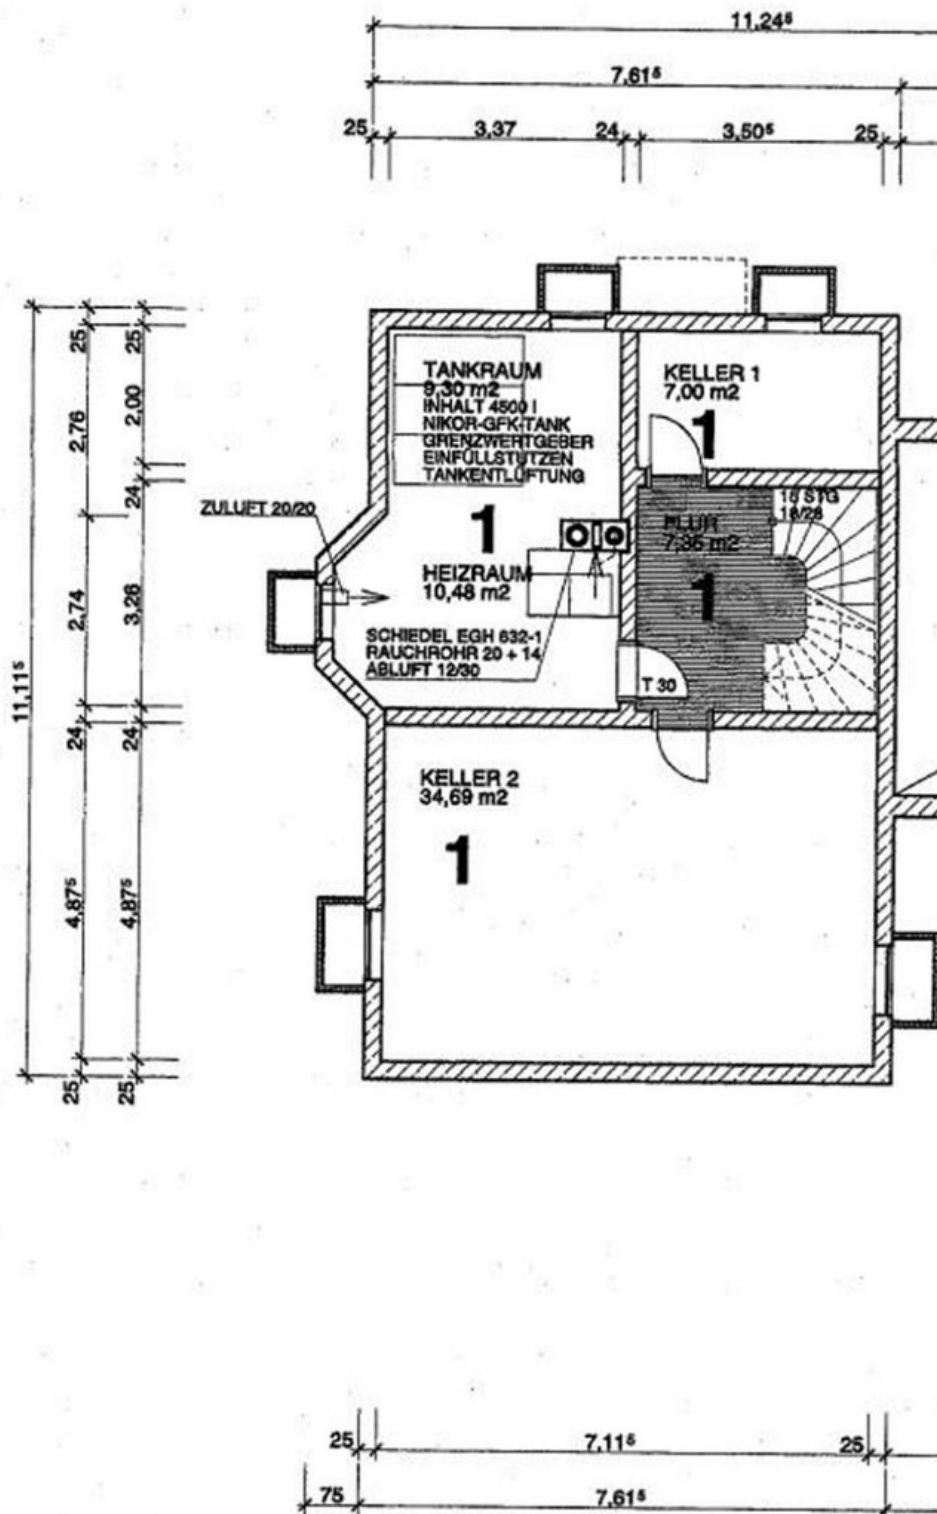 11,24⁵
7,61⁵
25 3,37 24 3,50⁵ 25
25 25
2,76 2,00
24
2,74 3,28
11,11⁵
24 24
4,87⁵ 4,87⁵
25 25
TANKRAUM
9,30 m2
INHALT 4500 l
NIKOR-GFK-TANK
GRENZWERTGEBER
EINFÜLLSTUTZEN
TANKENTLÜFTUNG
KELLER 1
7,00 m2
1
ZULUFT 20/20
1
16 STG
18/28
FLUR
7,35 m2
1
HEIZRAUM
10,48 m2
SCHIEDEL EGH 632-1
RAUCHROHR 20 + 14
ABLUFT 12/30
T 30
KELLER 2
34,69 m2
1
25 7,11⁵ 25
75 7,61⁵